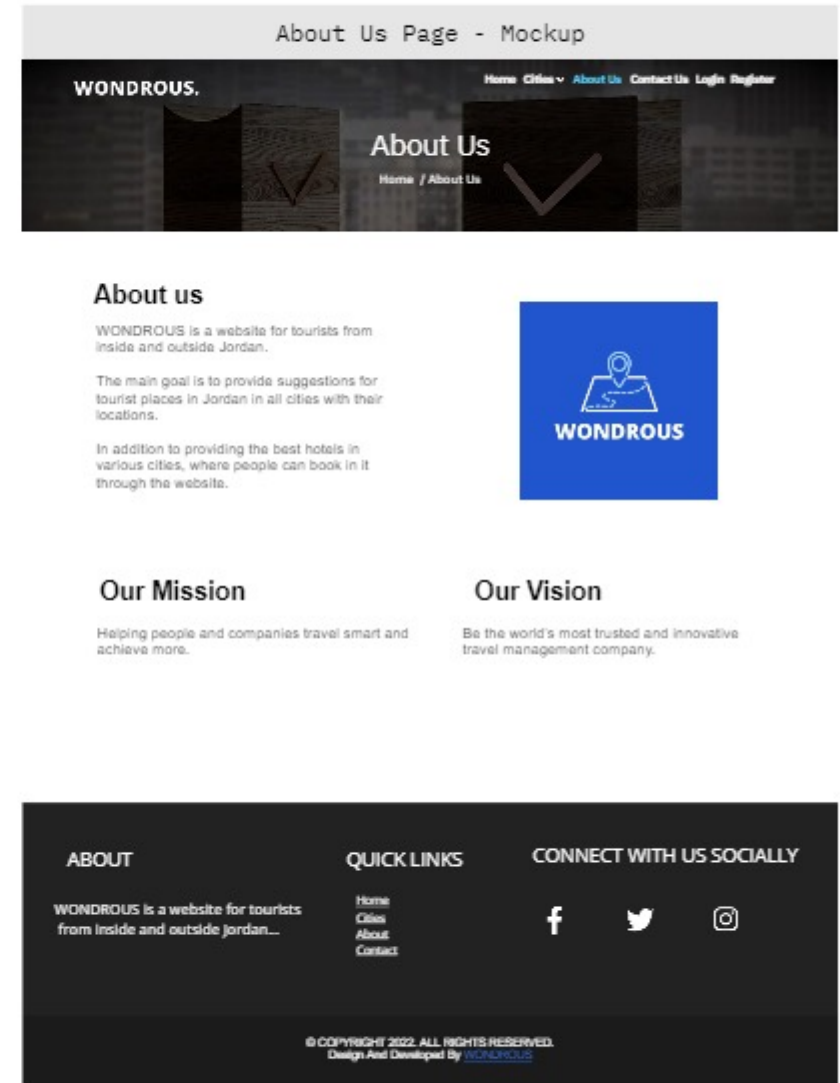 About Us Page - Mockup
WONDROUS.
Home Cities About Us Contact Us Login Register
About Us
Home / About Us
About us
WONDROUS is a website for tourists from
inside and outside Jordan.
The main goal is to provide suggestions for
tourist places in Jordan in all cities with their
locations.
In addition to providing the best hotels in
various cities, where people can book in it
through the website.
WONDROUS
Our Mission
Helping people and companies travel smart and
achieve more.
Our Vision
Be the world's most trusted and innovative
travel management company.
ABOUT
WONDROUS is a website for tourists
from inside and outside Jordan...
QUICK LINKS
Home
Cities
About
Contact
CONNECT WITH US SOCIALLY
© COPYRIGHT 2022. ALL RIGHTS RESERVED.
Design And Developed By WONDROUS